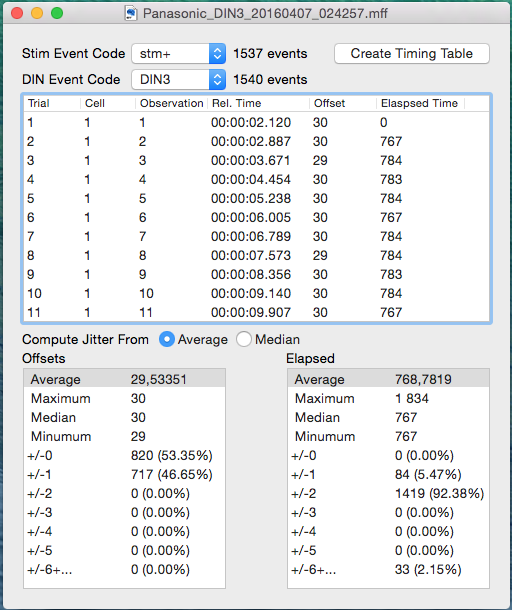 Panasonic_DIN3_20160407_024257.mff
Stim Event Code stm+ 1537 events Create Timing Table
DIN Event Code DIN3 1540 events
Trial Cell Observation Rel. Time Offset Elaspsed Time
1 1 1 00:00:02.120 30 0
2 1 2 00:00:02.887 30 767
3 1 3 00:00:03.671 29 784
4 1 4 00:00:04.454 30 783
5 1 5 00:00:05.238 30 784
6 1 6 00:00:06.005 30 767
7 1 7 00:00:06.789 30 784
8 1 8 00:00:07.573 29 784
9 1 9 00:00:08.356 30 783
10 1 10 00:00:09.140 30 784
11 1 11 00:00:09.907 30 767
Compute Jitter From Average Median
Offsets
Average 29,53351
Maximum 30
Median 30
Minumum 29
+/-0 820 (53.35%)
+/-1 717 (46.65%)
+/-2 0 (0.00%)
+/-3 0 (0.00%)
+/-4 0 (0.00%)
+/-5 0 (0.00%)
+/-6+... 0 (0.00%)
Elapsed
Average 768,7819
Maximum 1 834
Median 767
Minumum 767
+/-0 0 (0.00%)
+/-1 84 (5.47%)
+/-2 1419 (92.38%)
+/-3 0 (0.00%)
+/-4 0 (0.00%)
+/-5 0 (0.00%)
+/-6+... 33 (2.15%)